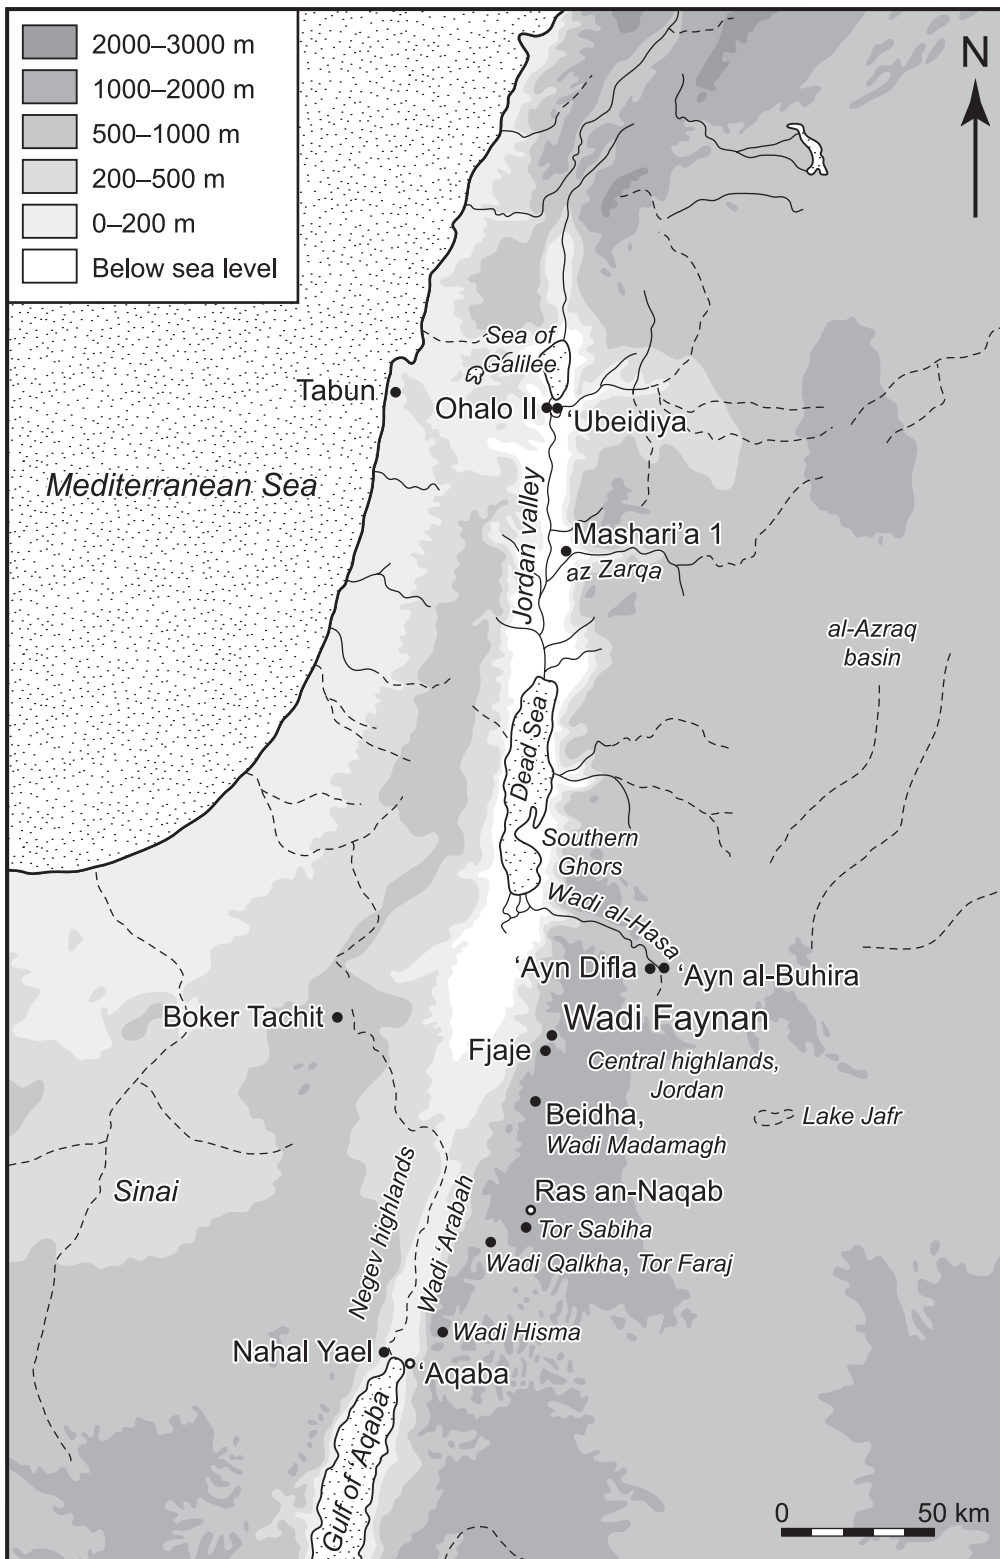 2000–3000 m
1000–2000 m
500–1000 m
200–500 m
0–200 m
Below sea level
N
Sea of
Galilee
Tabun
Ohalo II
‘Ubeidiya
Mediterranean Sea
Jordan valley
Mashari’a 1
az Zarqa
al-Azraq
basin
Dead Sea
Southern
Ghors
Wadi al-Hasa
‘Ayn Difla
‘Ayn al-Buhira
Boker Tachit
Wadi Faynan
Fjaje
Central highlands,
Jordan
Beidha,
Wadi Madamagh
Lake Jafr
Sinai
Negev highlands
Wadi ‘Arabah
Ras an-Naqab
Tor Sabiha
Wadi Qalkha, Tor Faraj
Wadi Hisma
Nahal Yael
‘Aqaba
Gulf of ‘Aqaba
0 50 km